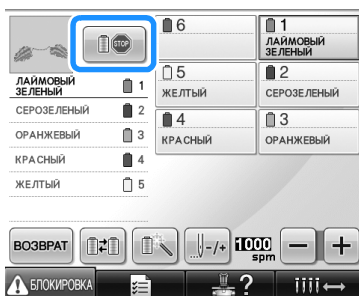 STOP
ЛАЙМОВЫЙ
ЗЕЛЕНЫЙ 1
СЕРОЗЕЛЕНЫЙ 2
ОРАНЖЕВЫЙ 3
КРАСНЫЙ 4
ЖЕЛТЫЙ 5
6
1
ЛАЙМОВЫЙ
ЗЕЛЕНЫЙ
5
ЖЕЛТЫЙ
2
СЕРОЗЕЛЕНЫЙ
4
КРАСНЫЙ
3
ОРАНЖЕВЫЙ
ВОЗВРАТ
-/+
1000
spm
− +
БЛОКИРОВКА
?